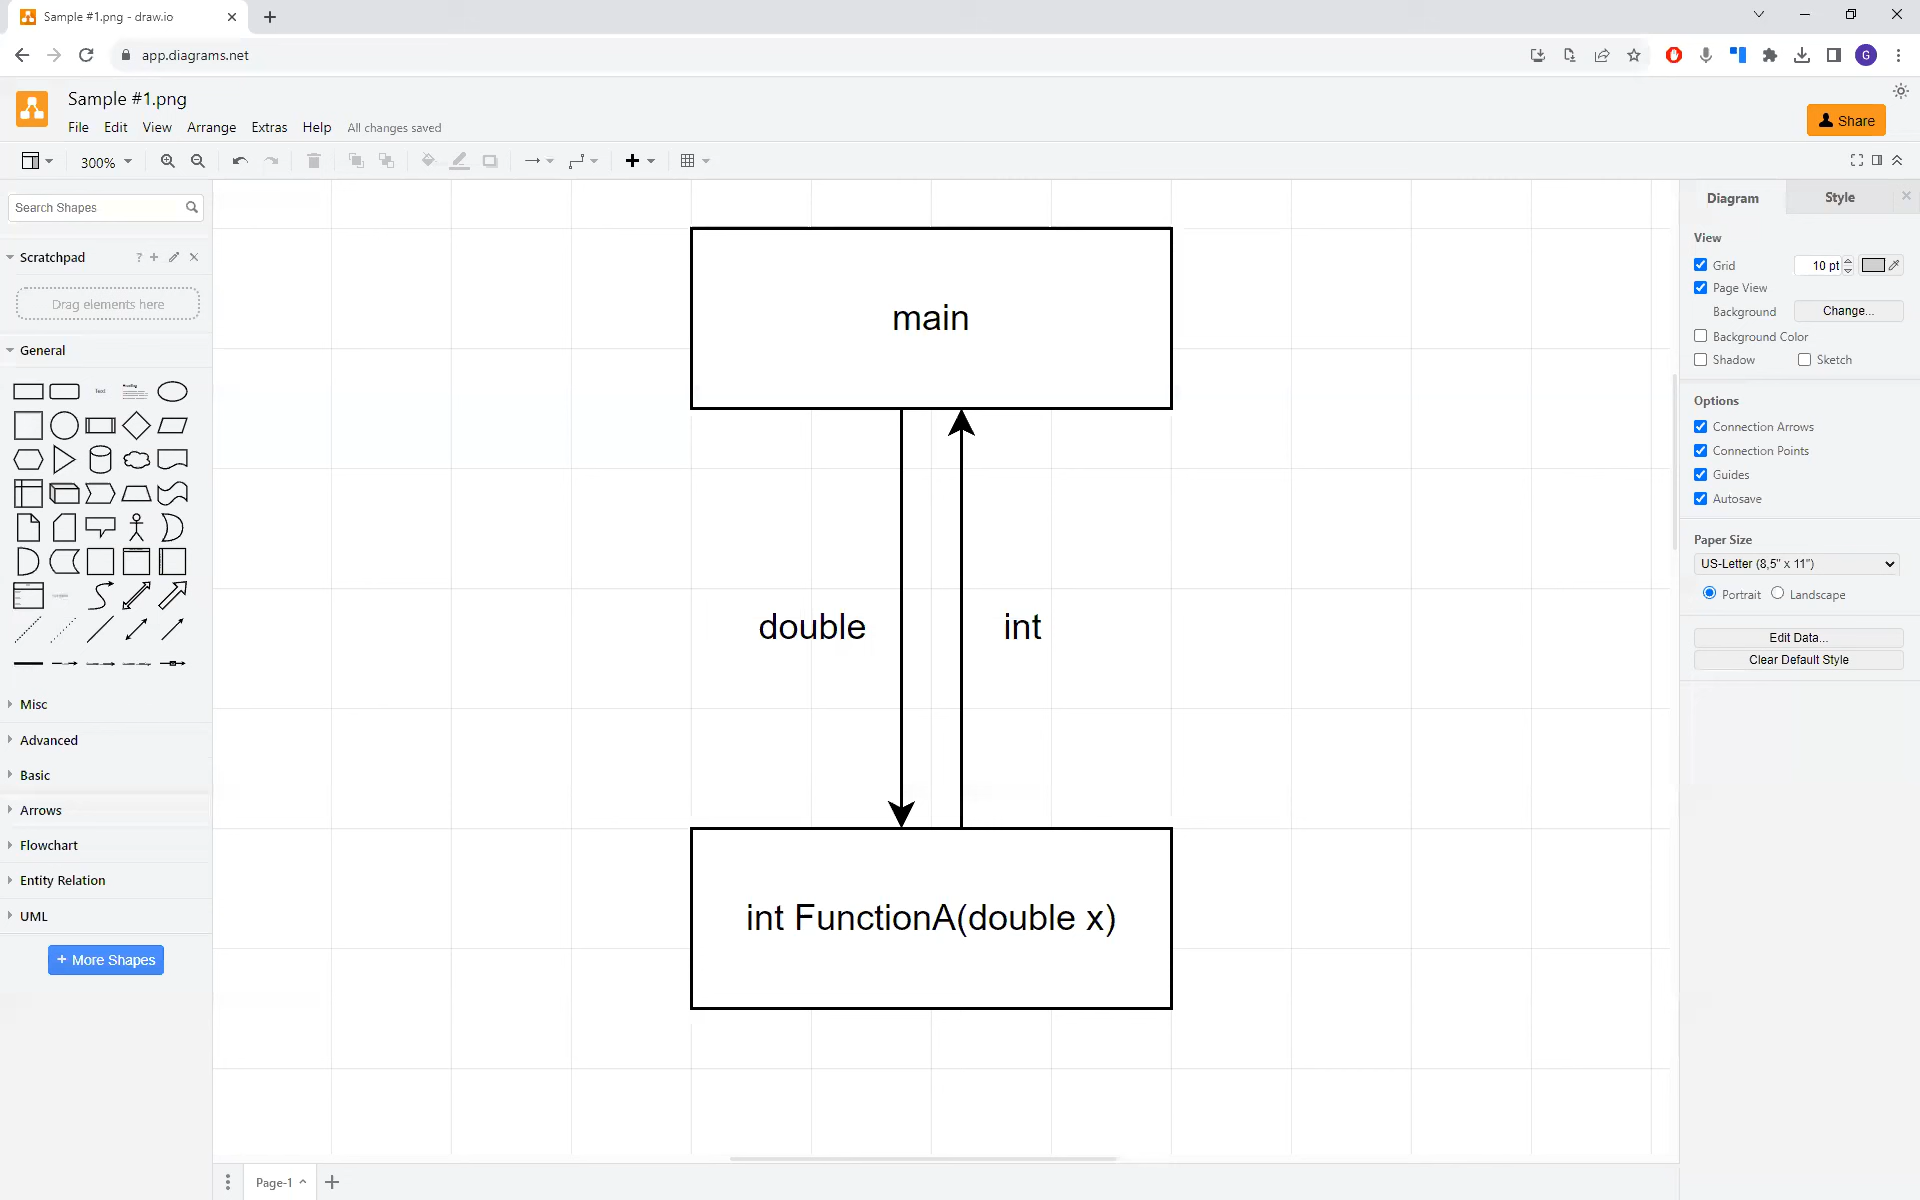 Sample #1.png - draw.io
app.diagrams.net
G
Sample #1.png
File Edit View Arrange Extras Help All changes saved
Share
300%
Search Shapes
Scratchpad
?
Drag elements here
General
Text
Heading
Misc
Advanced
Basic
Arrows
Flowchart
Entity Relation
UML
+ More Shapes
main
double
int
int FunctionA(double x)
Page-1
Diagram
Style
View
Grid
10 pt
Page View
Background
Change...
Background Color
Shadow
Sketch
Options
Connection Arrows
Connection Points
Guides
Autosave
Paper Size
US-Letter (8,5" x 11")
Portrait
Landscape
Edit Data...
Clear Default Style